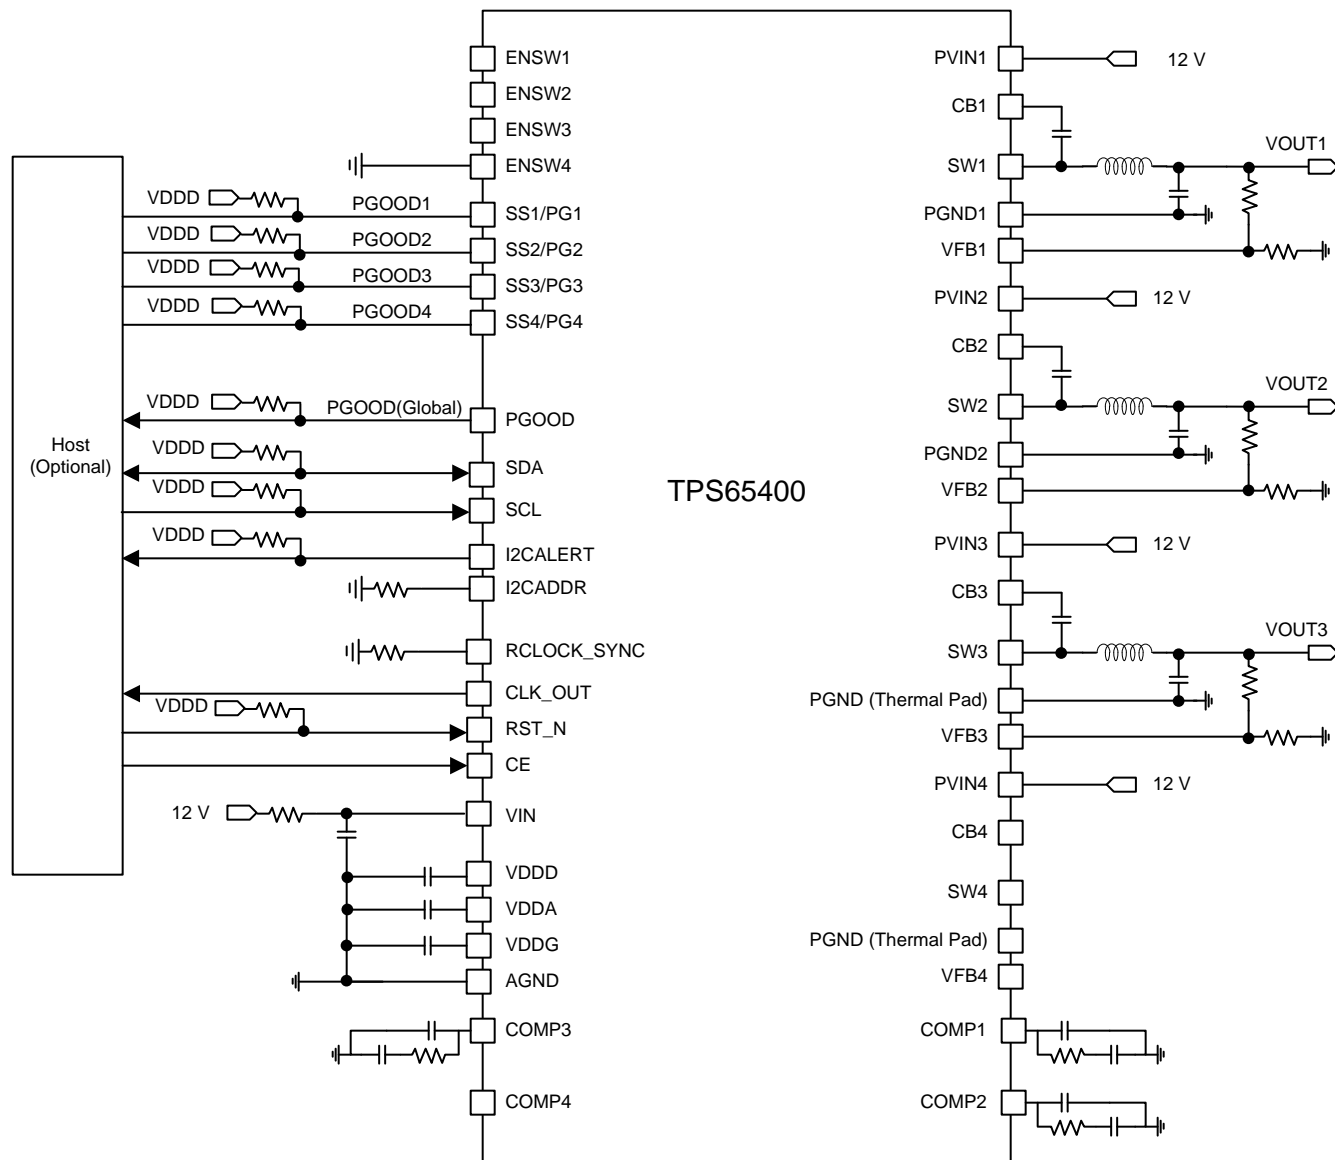 ENSW1
ENSW2
ENSW3
ENSW4
VDDD
PGOOD1
SS1/PG1
VDDD
PGOOD2
SS2/PG2
VDDD
PGOOD3
SS3/PG3
VDDD
PGOOD4
SS4/PG4
VDDD
PGOOD(Global)
PGOOD
Host
(Optional)
VDDD
SDA
VDDD
SCL
VDDD
I2CALERT
I2CADDR
RCLOCK_SYNC
CLK_OUT
VDDD
RST_N
CE
12 V
VIN
VDDD
VDDA
VDDG
AGND
COMP3
COMP4
TPS65400
PVIN1
12 V
CB1
SW1
VOUT1
PGND1
VFB1
PVIN2
12 V
CB2
SW2
VOUT2
PGND2
VFB2
PVIN3
12 V
CB3
SW3
VOUT3
PGND (Thermal Pad)
VFB3
PVIN4
12 V
CB4
SW4
PGND (Thermal Pad)
VFB4
COMP1
COMP2